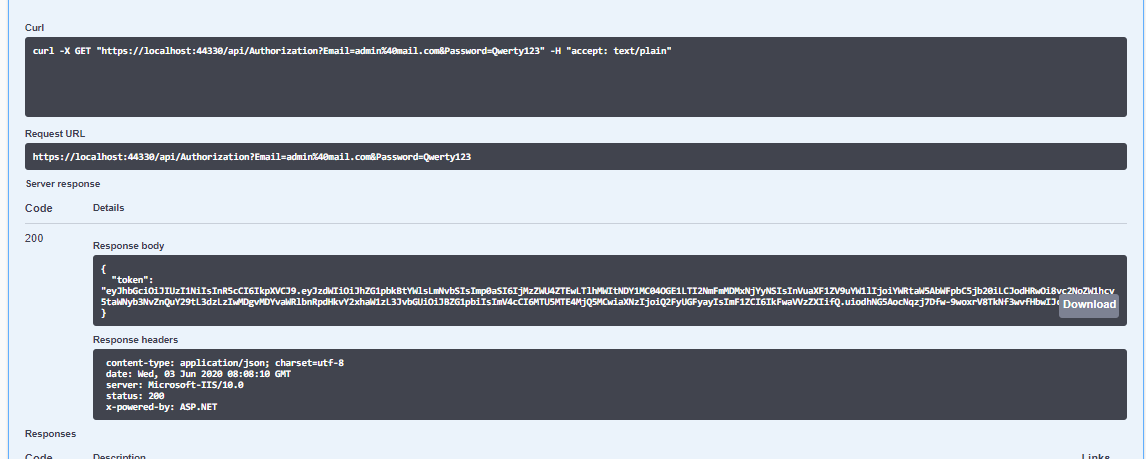 Curl
curl -X GET "https://localhost:44330/api/Authorization?Email=admin%40mail.com&Password=Qwerty123" -H "accept: text/plain"
Request URL
https://localhost:44330/api/Authorization?Email=admin%40mail.com&Password=Qwerty123
Server response
Code Details
200
Response body
{
"token":
Download
}
Response headers
content-type: application/json; charset=utf-8
date: Wed, 03 Jun 2020 08:08:10 GMT
server: Microsoft-IIS/10.0
status: 200
x-powered-by: ASP.NET
Responses
Code Description Links